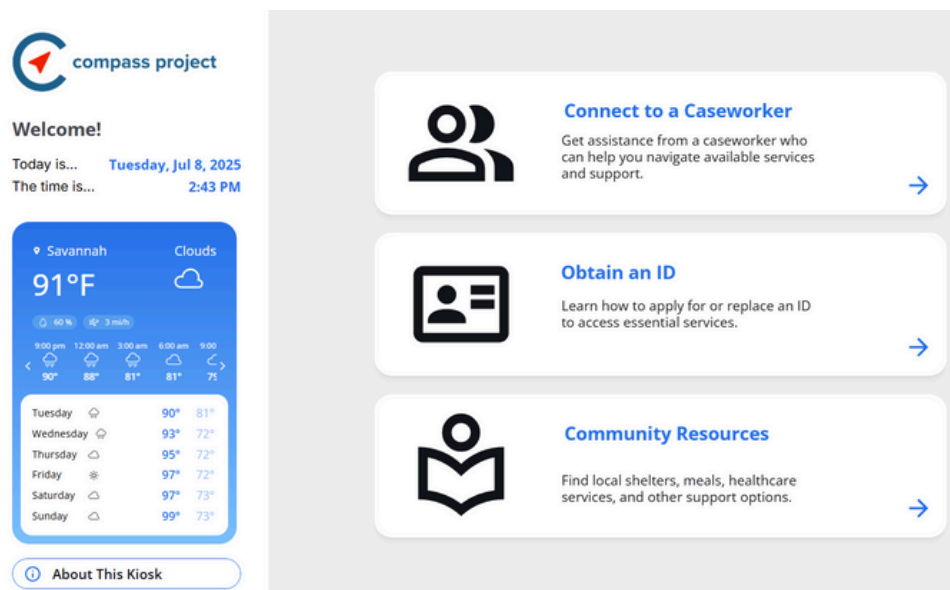 compass project
Welcome!
Today is... Tuesday, Jul 8, 2025
The time is... 2:43 PM
Savannah Clouds
91°F
60 % 3 mi/h
9:00 pm 12:00 am 3:00 am 6:00 am 9:00
90° 88° 81° 81°
Tuesday 90° 81°
Wednesday 93° 72°
Thursday 95° 72°
Friday 97° 72°
Saturday 97° 73°
Sunday 99° 73°
About This Kiosk
Connect to a Caseworker
Get assistance from a caseworker who
can help you navigate available services
and support.
Obtain an ID
Learn how to apply for or replace an ID
to access essential services.
Community Resources
Find local shelters, meals, healthcare
services, and other support options.